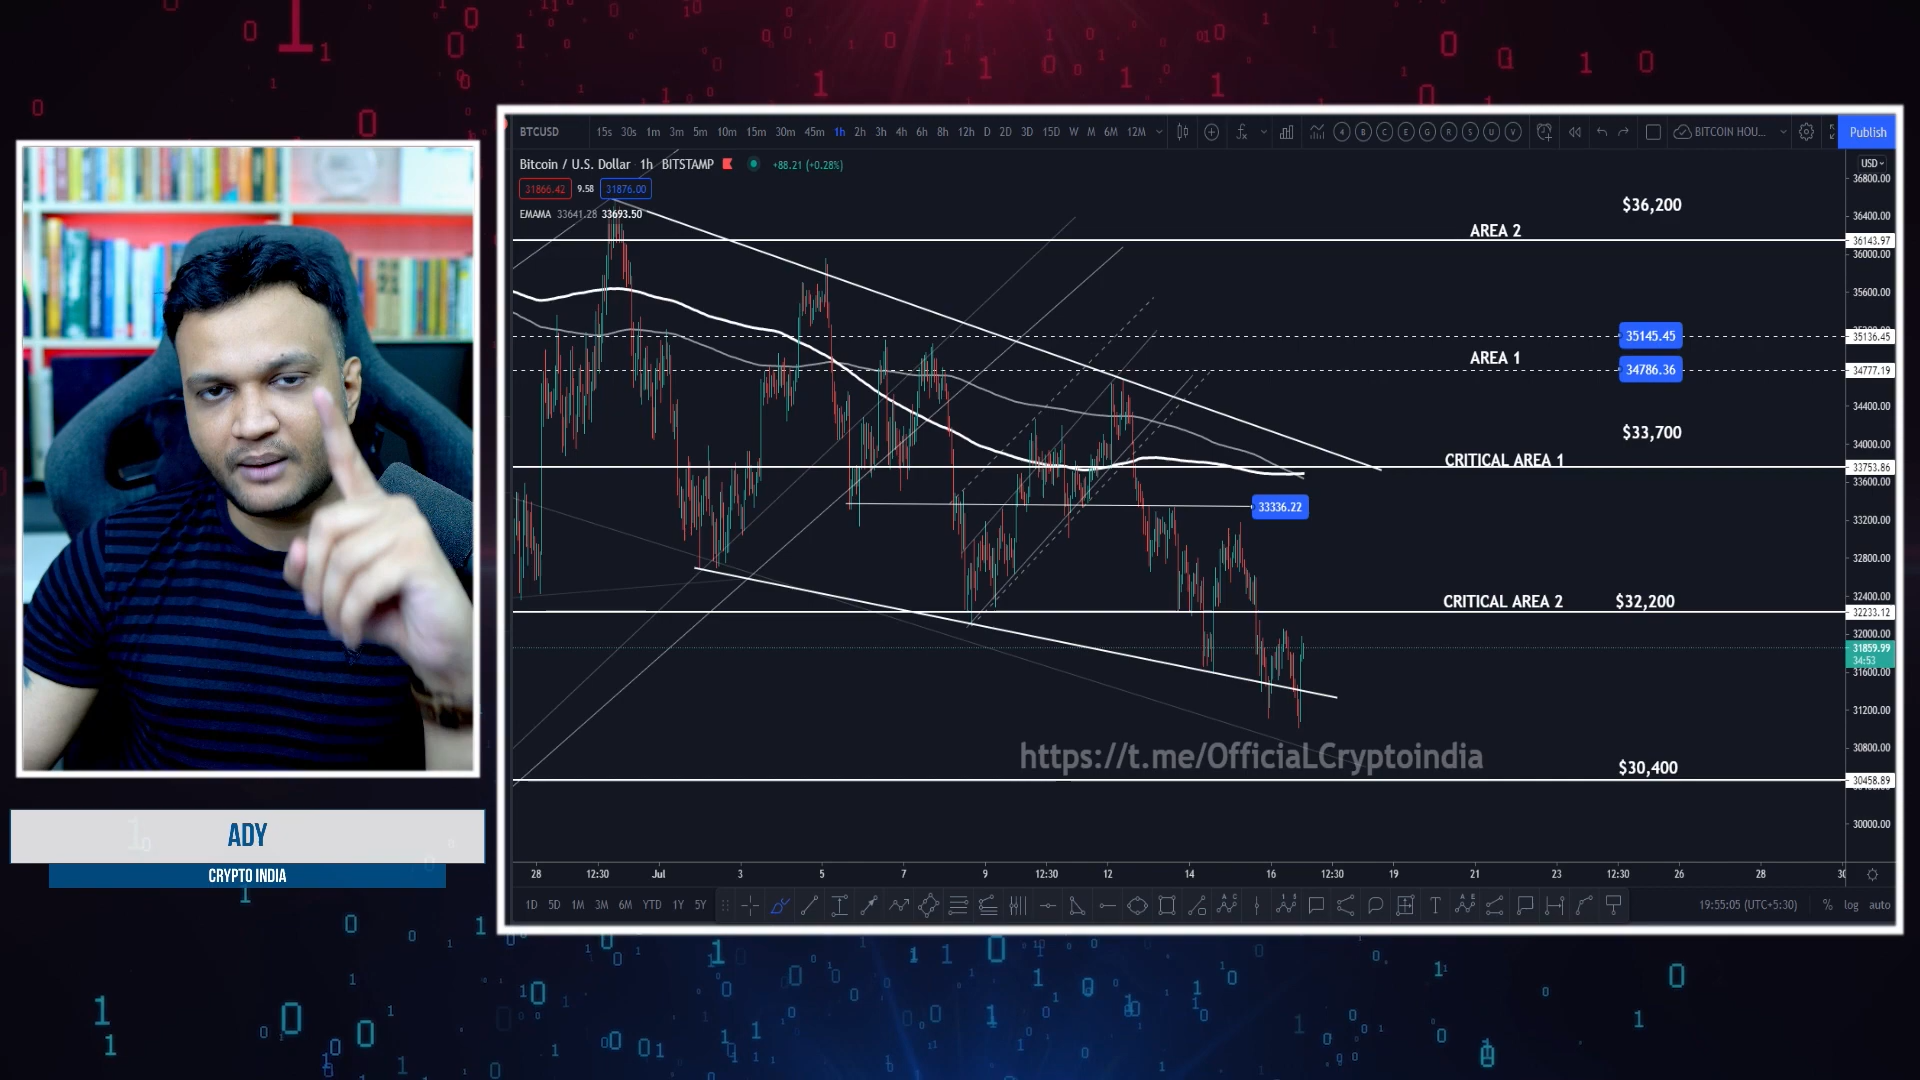 BTCUSD 15s 30s 1m 3m 5m 10m 15m 30m 45m 1h 2h 3h 4h 6h 8h 12h D 2D 3D 15D W M 6M 12M BITCOIN HOU... Publish
Bitcoin / U.S. Dollar 1h BITSTAMP +88.21 (+0.28%)
USD
31866.42 9.58 31876.00
EMAMA 33641.28 33693.50
36800.00
$36,200
36400.00
AREA 2
36143.97
36000.00
35600.00
35145.45
35136.45
AREA 1
34786.36
34777.19
34400.00
$33,700
34000.00
CRITICAL AREA 1
33753.86
33600.00
33336.22
33200.00
32800.00
32400.00
CRITICAL AREA 2 $32,200
32233.12
32000.00
31859.99
34:53
31600.00
31200.00
30800.00
https://t.me/OfficiaLCryptoindia
$30,400
30458.89
30000.00
28 12:30 Jul 3 5 7 9 12:30 12 14 16 12:30 19 21 23 12:30 26 28 30
1D 5D 1M 3M 6M YTD 1Y 5Y 19:55:05 (UTC+5:30) % log auto
ADY
CRYPTO INDIA